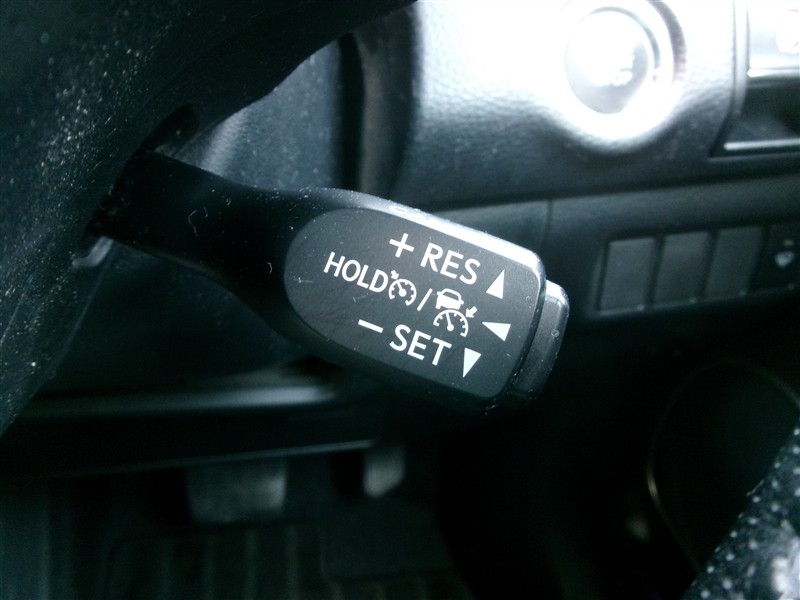 + RES
HOLD /
− SET